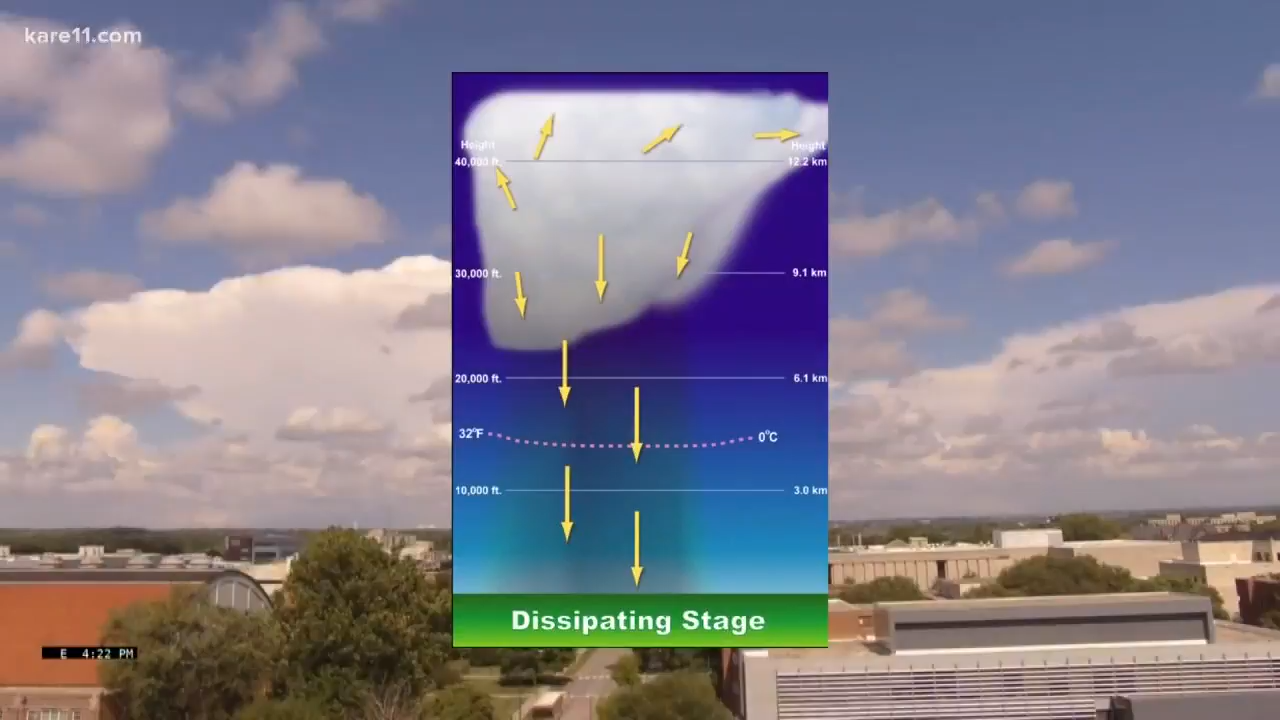 kare11.com
Height
Height
40,000 ft.
12.2 km
30,000 ft.
9.1 km
20,000 ft.
6.1 km
32°F
0°C
10,000 ft.
3.0 km
Dissipating Stage
E 4:22 PM